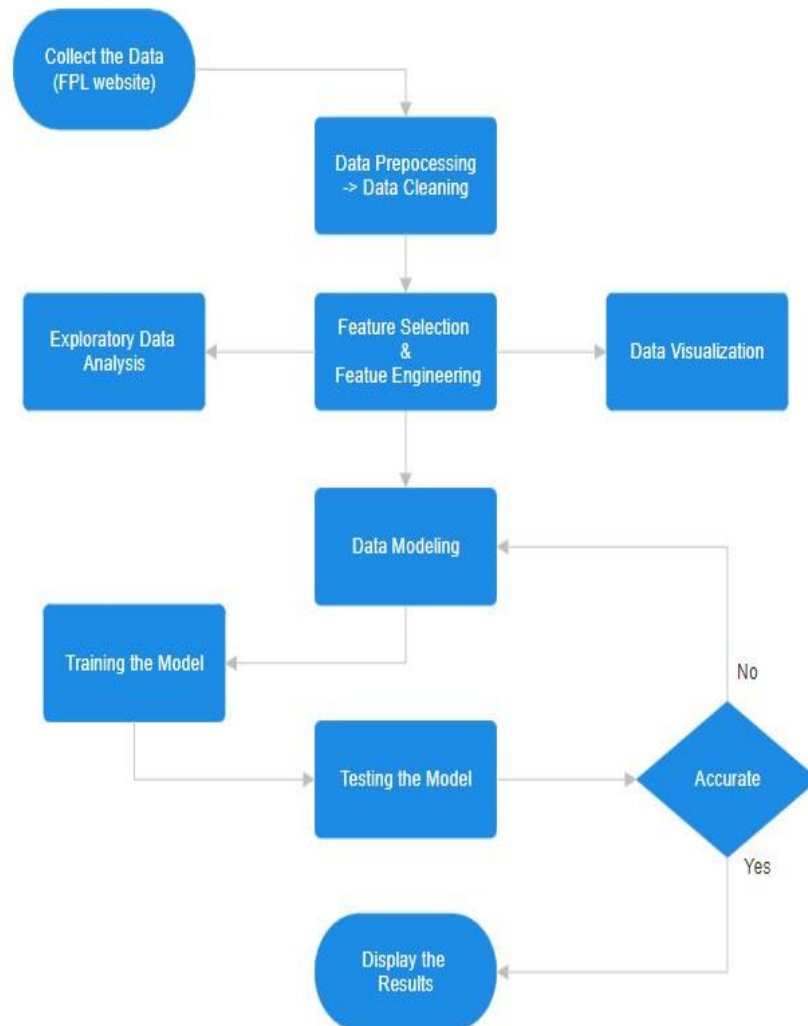 Collect the Data
(FPL website)
Data Prepocessing
-> Data Cleaning
Exploratory Data
Analysis
Feature Selection
&
Featue Engineering
Data Visualization
Data Modeling
Training the Model
No
Testing the Model
Accurate
Yes
Display the
Results